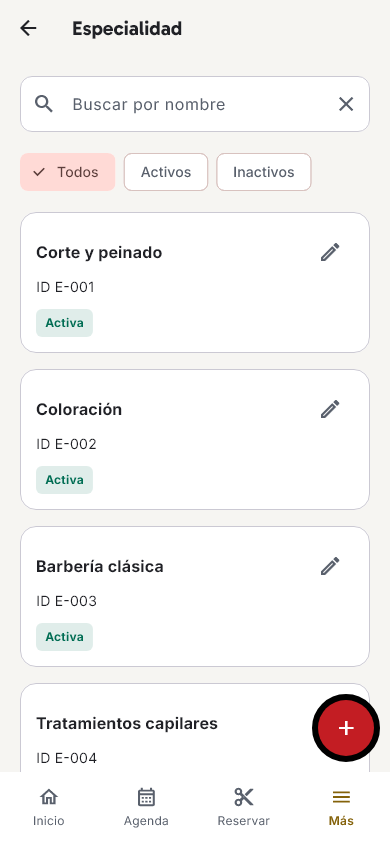 Especialidad
Buscar por nombre
Todos
Activos
Inactivos
Corte y peinado
ID E-001
Activa
Coloración
ID E-002
Activa
Barbería clásica
ID E-003
Activa
Tratamientos capilares
ID E-004
Inicio
Agenda
Reservar
Más